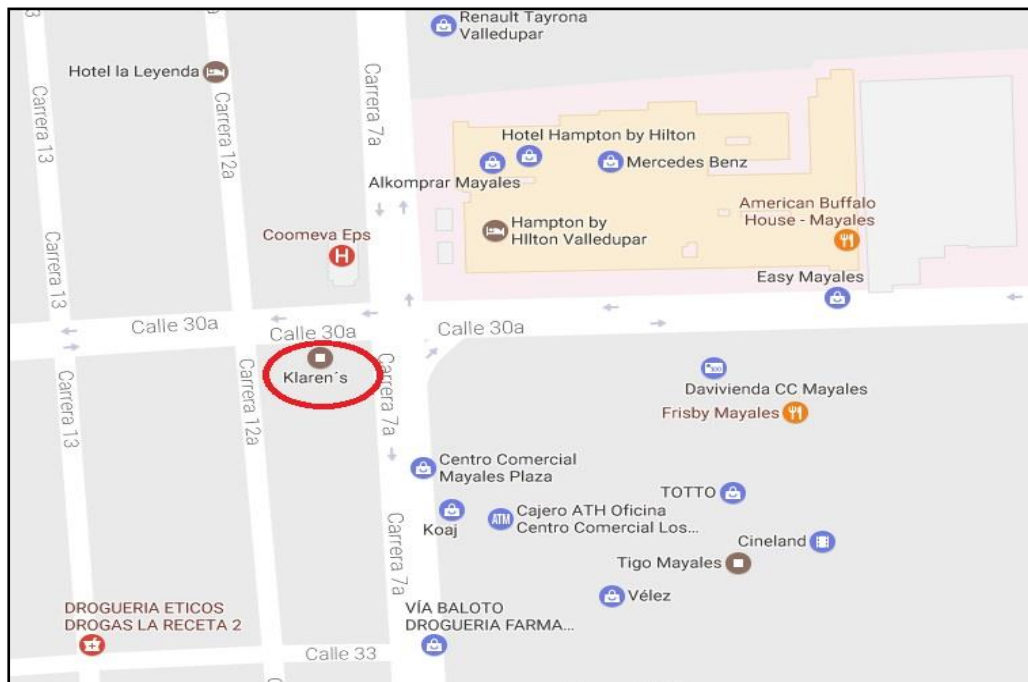 Renault Tayrona
Valledupar
Hotel la Leyenda
Carrera 13
Carrera 12a
Carrera 7a
Hotel Hampton by Hilton
Mercedes Benz
Alkomprar Mayales
American Buffalo
House - Mayales
Hampton by
HIlton Valledupar
Coomeva Eps
H
Easy Mayales
Carrera 13
Calle 30a
Calle 30a
Calle 30a
Klaren´s
Carrera 7a
Davivienda CC Mayales
Frisby Mayales
Carrera 13
Carrera 12a
Centro Comercial
Mayales Plaza
TOTTO
Koaj
ATM
Cajero ATH Oficina
Centro Comercial Los...
Cineland
Tigo Mayales
Carrera 7a
Vélez
DROGUERIA ETICOS
DROGAS LA RECETA 2
VÍA BALOTO
DROGUERIA FARMA...
Calle 33